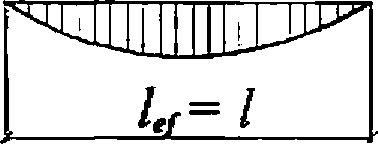 l_ef = l